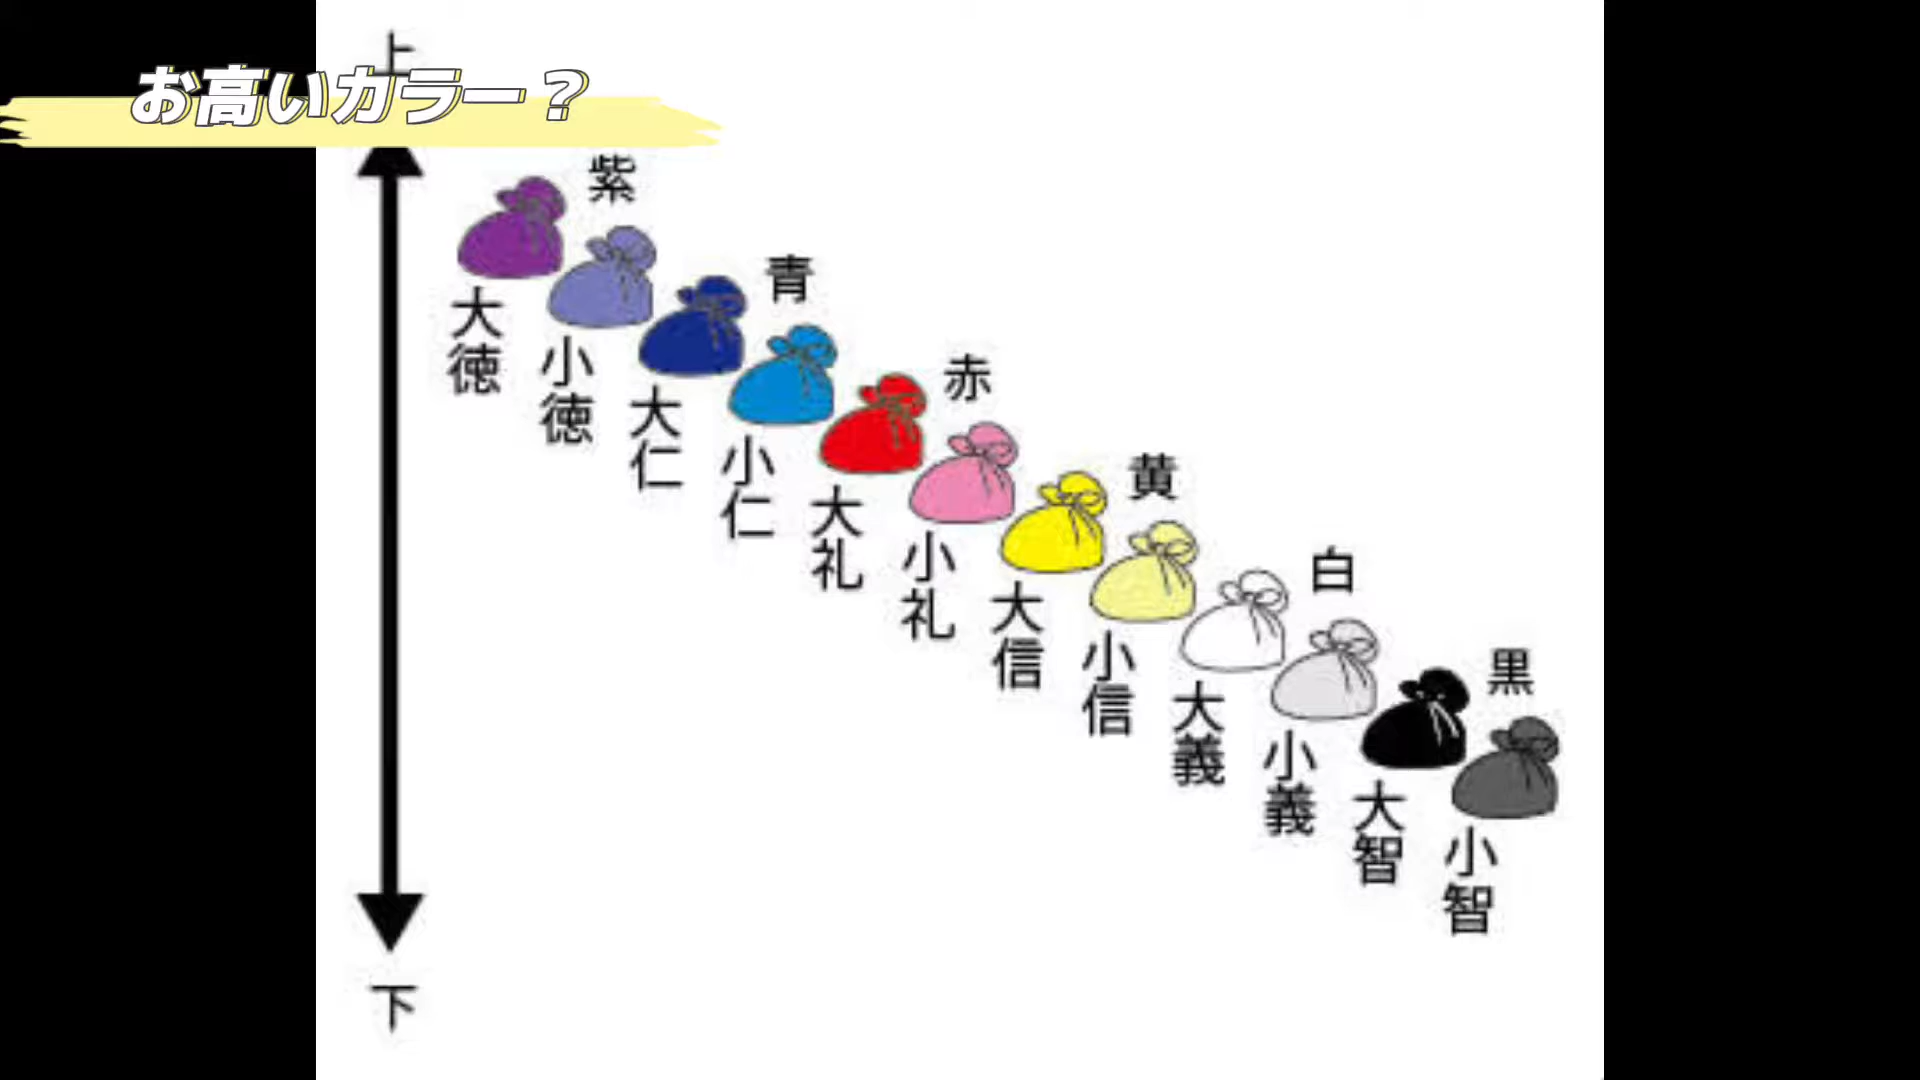 上
お高いカラー？
紫
大徳
小徳
青
大仁
小仁
赤
大礼
小礼
黄
大信
小信
白
大義
小義
黒
大智
小智
下